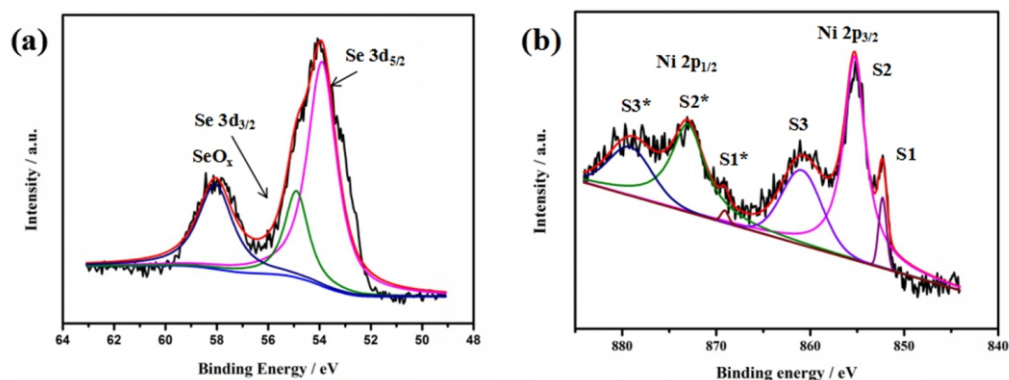 (a)
Se 3d5/2
Se 3d3/2
SeOx
Intensity / a.u.
64 62 60 58 56 54 52 50 48
Binding Energy / eV
(b)
Ni 2p3/2
Ni 2p1/2
S2
S3*
S2*
S3
S1*
S1
Intensity / a.u.
880 870 860 850 840
Binding energy / eV